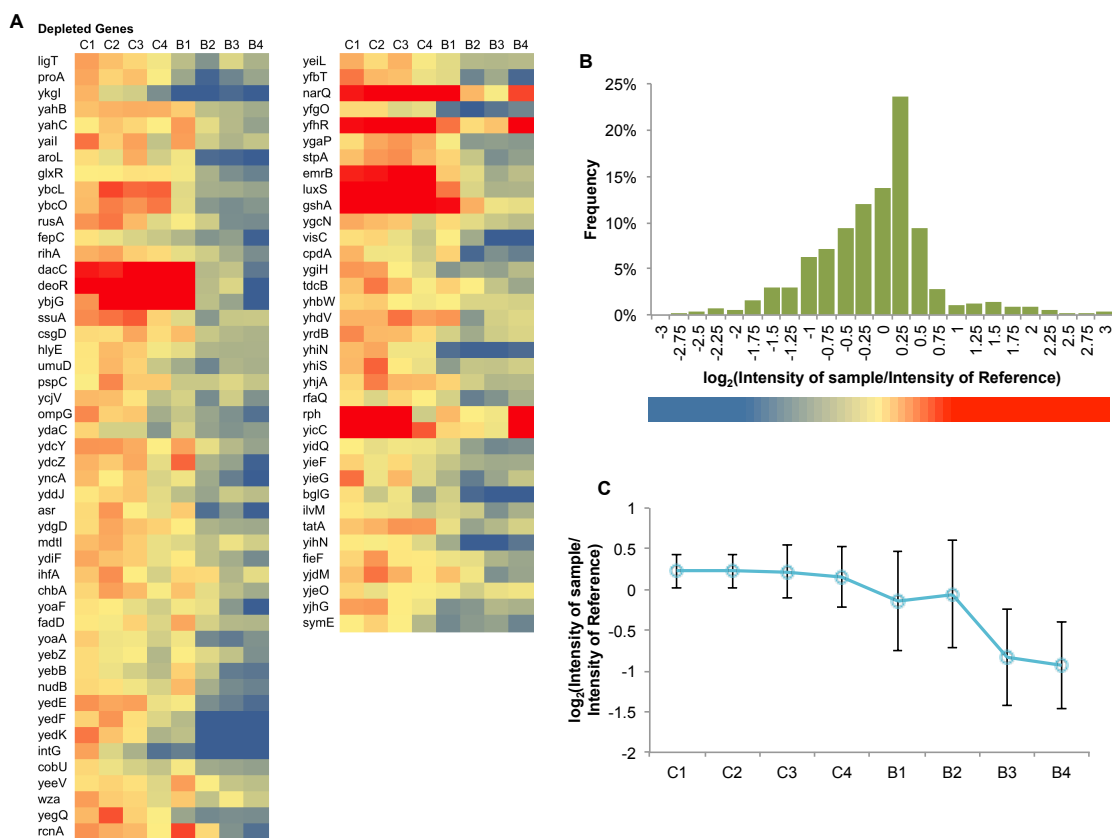 A
Depleted Genes
C1 C2 C3 C4 B1 B2 B3 B4
ligT
proA
ykgI
yahB
yahC
yaiI
aroL
glxR
ybcL
ybcO
rusA
fepC
rihA
dacC
deoR
ybjG
ssuA
csgD
hlyE
umuD
pspC
ycjV
ompG
ydaC
ydcY
ydcZ
yncA
yddJ
asr
ydgD
mdtI
ydiF
ihfA
chbA
yoaF
fadD
yoaA
yebZ
yebB
nudB
yedE
yedF
yedK
intG
cobU
yeeV
wza
yegQ
rcnA
C1 C2 C3 C4 B1 B2 B3 B4
yeiL
yfbT
narQ
yfgO
yfhR
ygaP
stpA
emrB
luxS
gshA
ygcN
visC
cpdA
ygiH
tdcB
yhbW
yhdV
yrdB
yhiN
yhiS
yhjA
rfaQ
rph
yicC
yidQ
yieF
yieG
bglG
ilvM
tatA
yihN
fieF
yjdM
yjeO
yjhG
symE
B
Frequency
25%
20%
15%
10%
5%
0%
-3 -2.75 -2.5 -2.25 -2 -1.75 -1.5 -1.25 -1 -0.75 -0.5 -0.25 0 0.25 0.5 0.75 1 1.25 1.5 1.75 2 2.25 2.5 2.75 3
log₂(Intensity of sample/Intensity of Reference)
C
log₂(Intensity of sample/
Intensity of Reference)
1
0.5
0
-0.5
-1
-1.5
-2
C1 C2 C3 C4 B1 B2 B3 B4